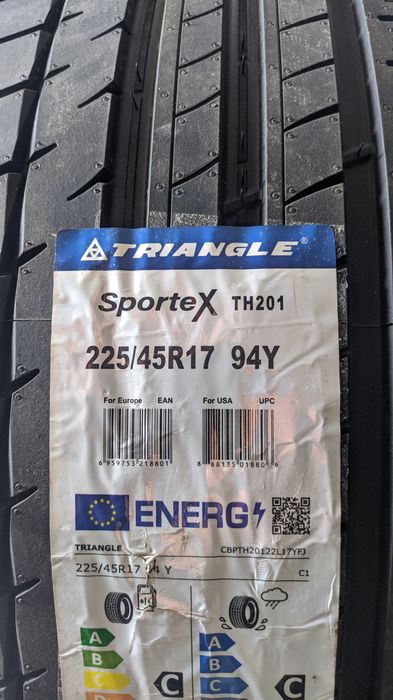 TRIANGLE®
SporteX TH201
225/45R17 94Y
For Europe EAN For USA UPC
6 959753 218801 8 88135 01880 6
ENERG
TRIANGLE CBPTH20122L17YFJ
225/45R17 94 Y C1
A A
B B
C C C C
D